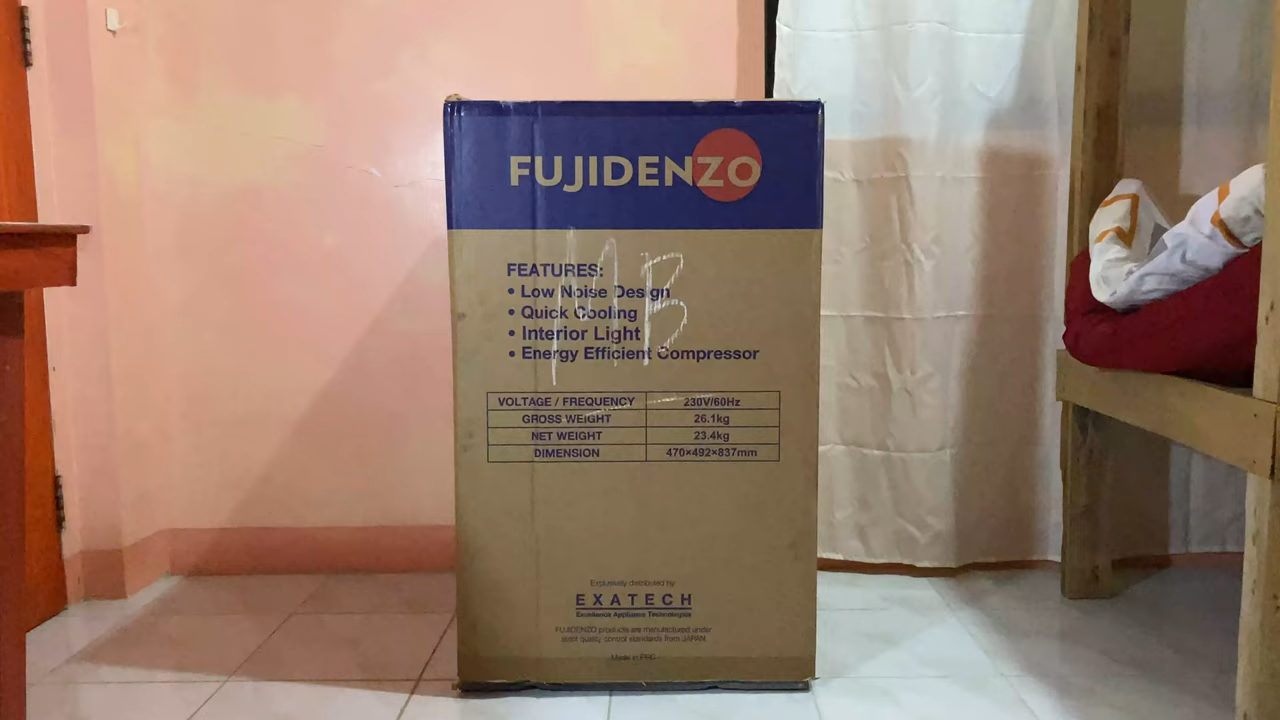 FUJIDENZO
FEATURES:
• Low Noise Design
• Quick Cooling
• Interior Light
• Energy Efficient Compressor
MB
VOLTAGE / FREQUENCY 230V/60Hz
GROSS WEIGHT 26.1kg
NET WEIGHT 23.4kg
DIMENSION 470×492×837mm
Exclusively distributed by
EXATECH
Excellence Appliance Technologies
FUJIDENZO products are manufactured under
strict quality control standards from JAPAN.
Made in PRC